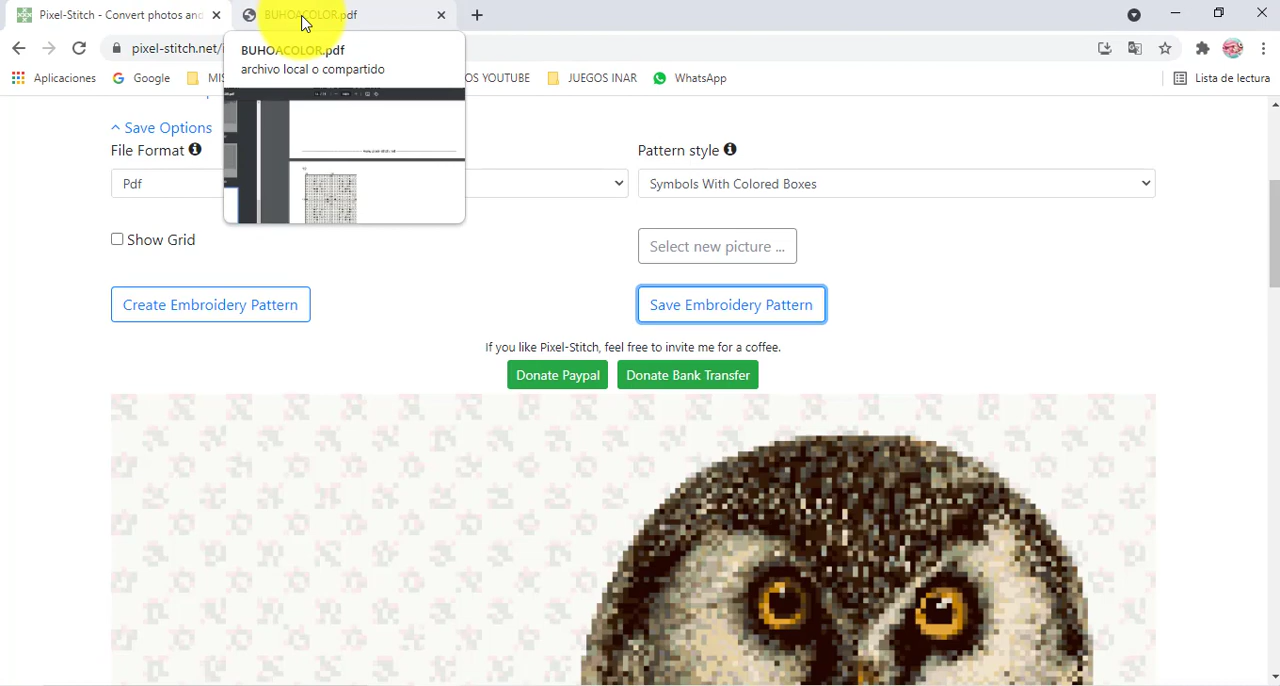 Pixel-Stitch - Convert photos and
BUHOACOLOR.pdf
pixel-stitch.net/
BUHOACOLOR.pdf
archivo local o compartido
Aplicaciones
Google
OS YOUTUBE
JUEGOS INAR
WhatsApp
Lista de lectura
Save Options
File Format
Pattern style
Pdf
Symbols With Colored Boxes
Show Grid
Select new picture ...
Create Embroidery Pattern
Save Embroidery Pattern
If you like Pixel-Stitch, feel free to invite me for a coffee.
Donate Paypal
Donate Bank Transfer